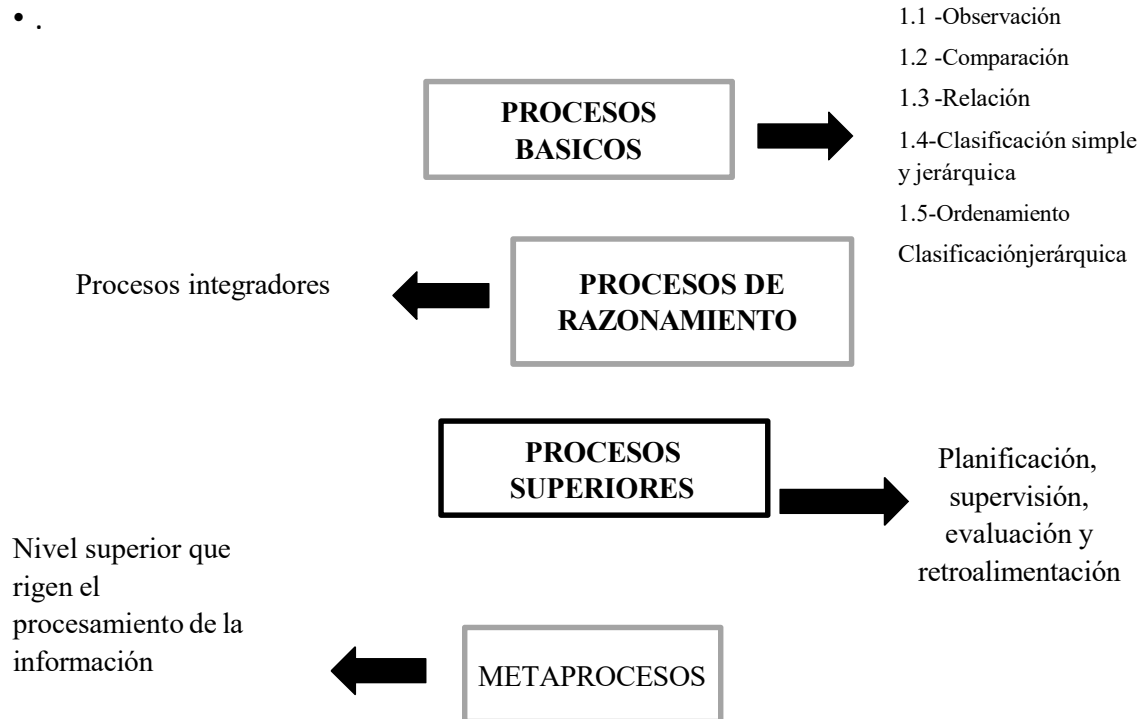 • .
1.1 -Observación
1.2 -Comparación
1.3 -Relación
1.4-Clasificación simple
y jerárquica
1.5-Ordenamiento
Clasificaciónjerárquica
PROCESOS
BASICOS
Procesos integradores
PROCESOS DE
RAZONAMIENTO
PROCESOS
SUPERIORES
Planificación,
supervisión,
evaluación y
retroalimentación
Nivel superior que
rigen el
procesamiento de la
información
METAPROCESOS